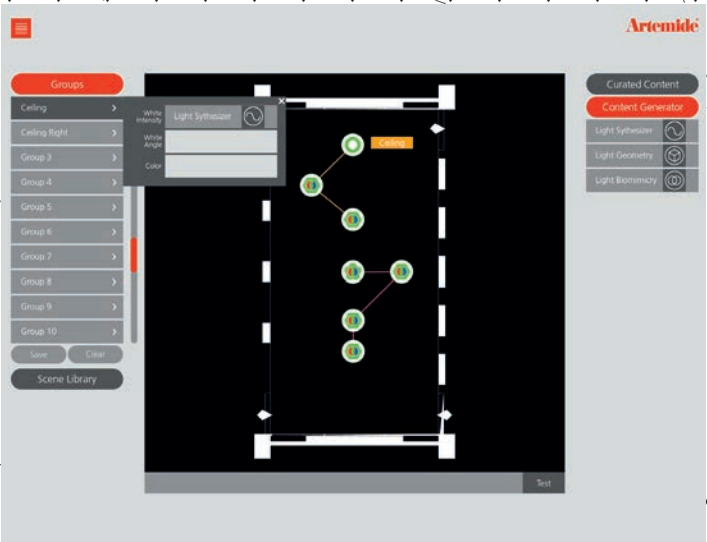 Artemide
Groups
Ceiling
Ceiling Right
Group 3
Group 4
Group 5
Group 6
Group 7
Group 8
Group 9
Group 10
Save
Clear
Scene Library
White
Intensity
Light Sythesizer
White
Angle
Color
Ceiling
Test
Curated Content
Content Generator
Light Sythesizer
Light Geometry
Light Biomimicry